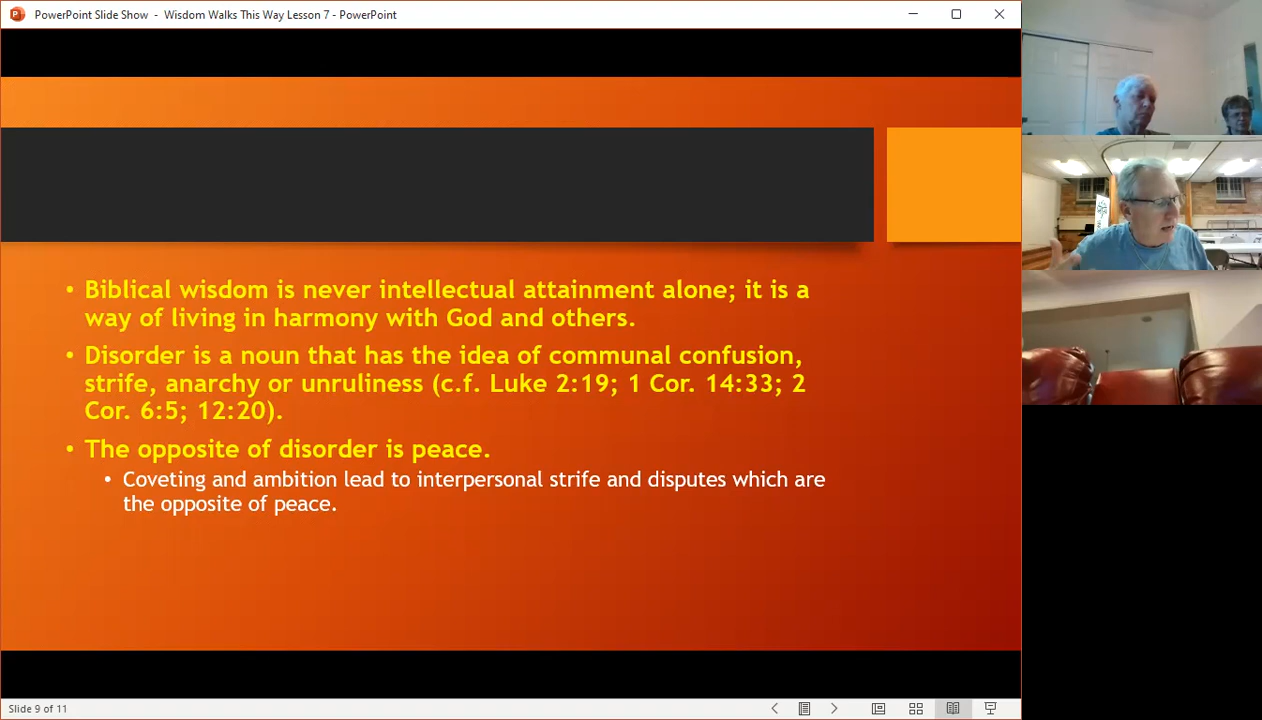 PowerPoint Slide Show - Wisdom Walks This Way Lesson 7 - PowerPoint
• Biblical wisdom is never intellectual attainment alone; it is a
way of living in harmony with God and others.
• Disorder is a noun that has the idea of communal confusion,
strife, anarchy or unruliness (c.f. Luke 2:19; 1 Cor. 14:33; 2
Cor. 6:5; 12:20).
• The opposite of disorder is peace.
• Coveting and ambition lead to interpersonal strife and disputes which are
the opposite of peace.
Slide 9 of 11